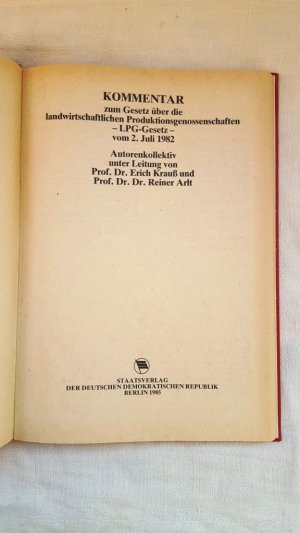 KOMMENTAR
zum Gesetz über die
landwirtschaftlichen Produktionsgenossenschaften
– LPG-Gesetz –
vom 2. Juli 1982
Autorenkollektiv
unter Leitung von
Prof. Dr. Erich Krauß und
Prof. Dr. Dr. Reiner Arlt
STAATSVERLAG
DER DEUTSCHEN DEMOKRATISCHEN REPUBLIK
BERLIN 1985